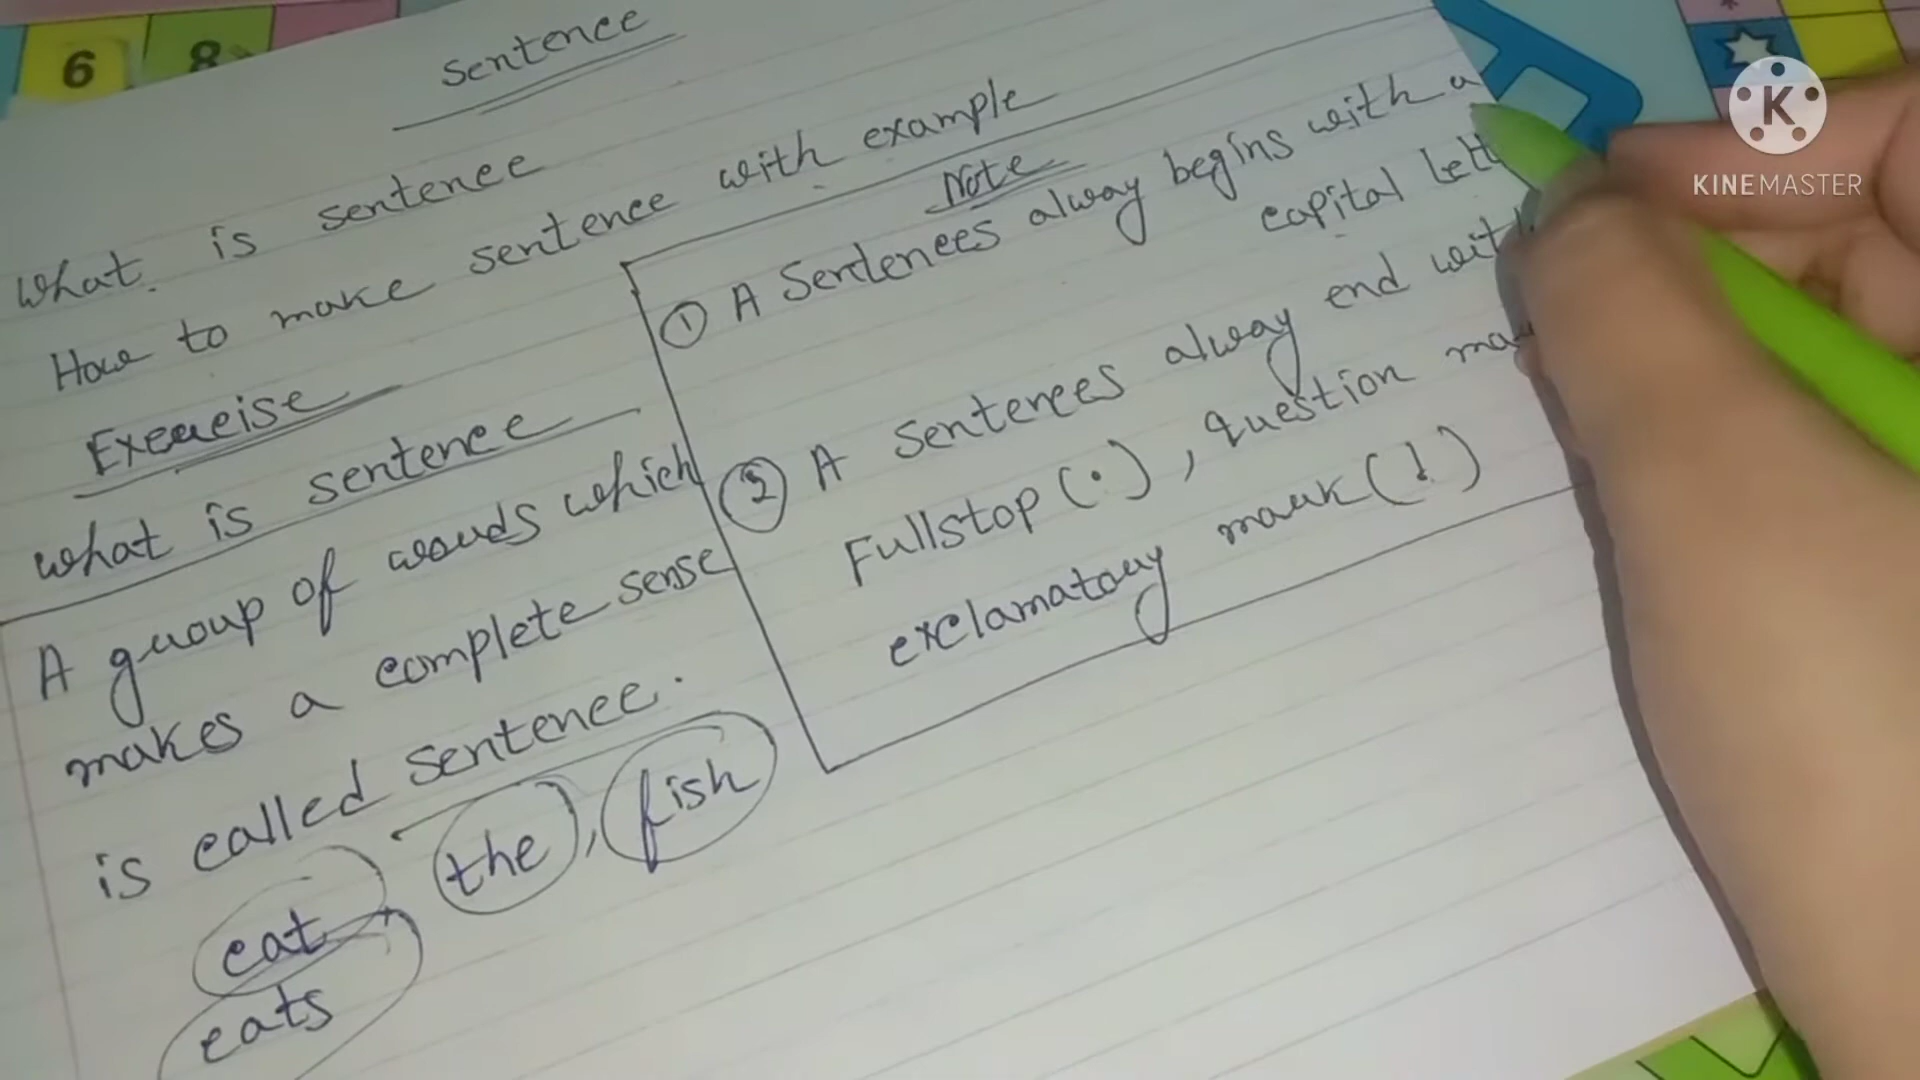 6 8
Sentence
What is sentence
How to make sentence with example
Exercise
what is sentence
A group of words which
makes a complete sense
is called sentence.
eat the, fish
eats
Note
① A Sentences alway begins with a
capital lett
② A Sentences alway end with
Fullstop (.), question ma
exclamatory mark (!)
K
KINEMASTER